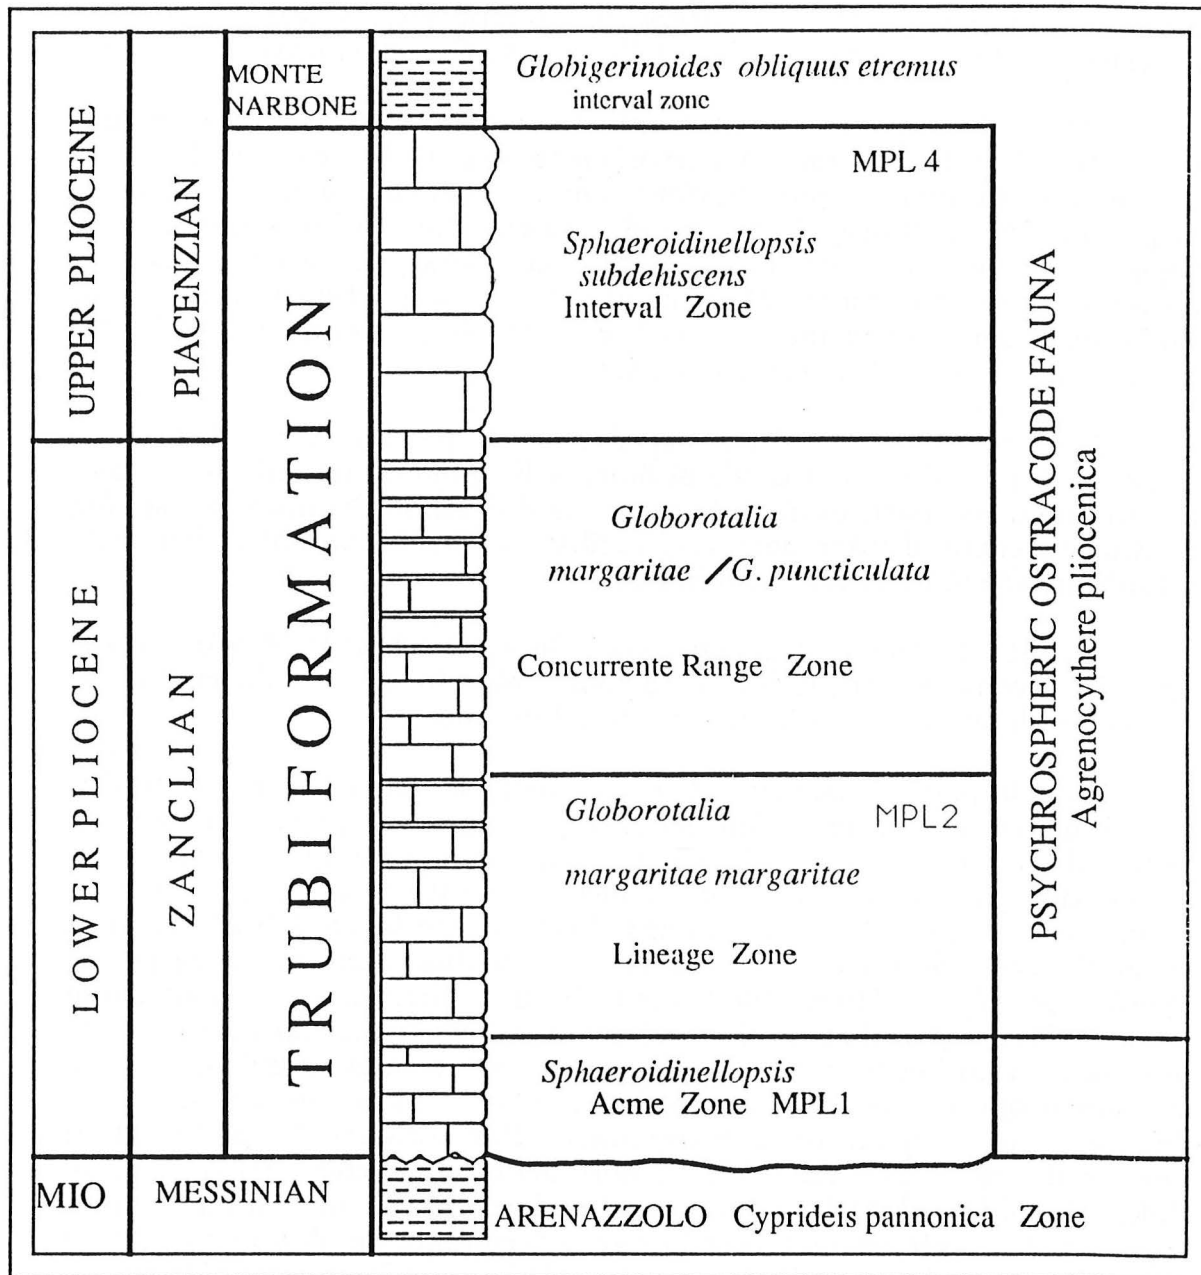 MONTE
NARBONE
Globigerinoides obliquus etremus
interval zone
UPPER PLIOCENE
PIACENZIAN
MPL 4
Sphaeroidinellopsis
subdehiscens
Interval Zone
TRUBI FORMATION
LOWER PLIOCENE
ZANCLIAN
Globorotalia
margaritae / G. puncticulata
Concurrente Range Zone
Globorotalia MPL2
margaritae margaritae
Lineage Zone
Sphaeroidinellopsis
Acme Zone MPL1
PSYCHROSPHERIC OSTRACODE FAUNA
Agrenocythere pliocenica
MIO
MESSINIAN
ARENAZZOLO Cyprideis pannonica Zone